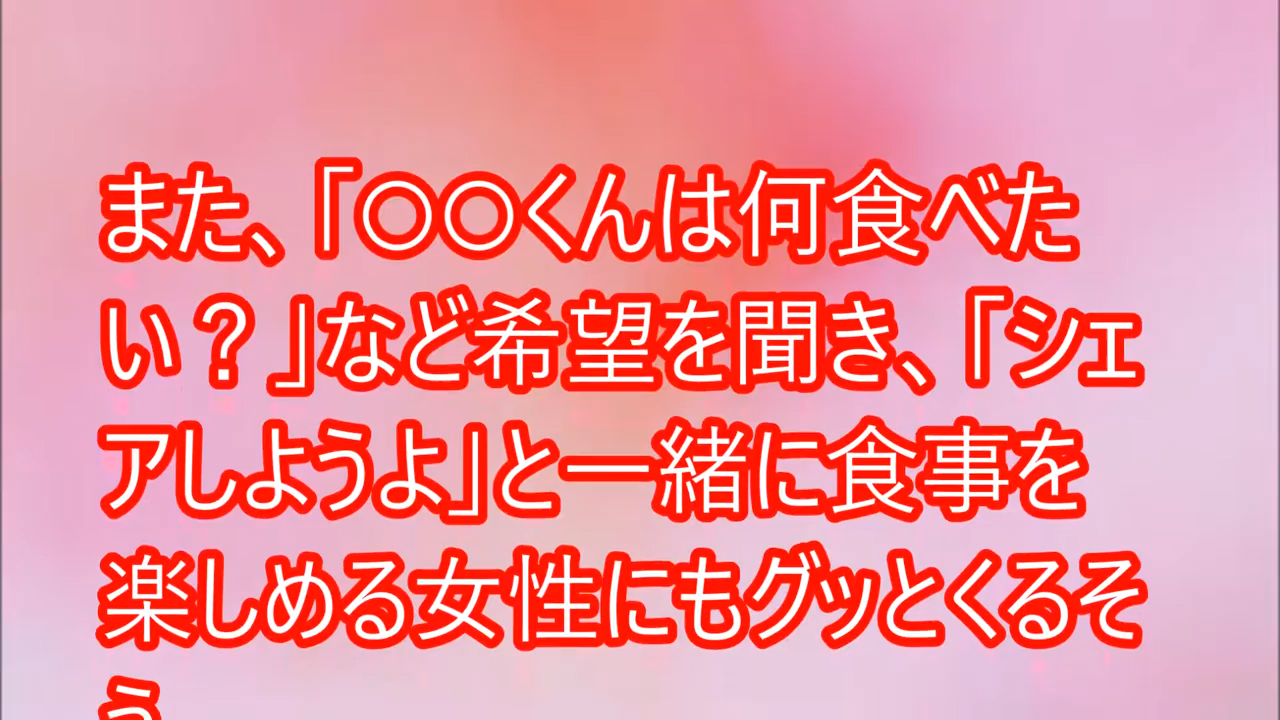 また、「〇〇くんは何食べた
い？」など希望を聞き、「シェ
アしようよ」と一緒に食事を
楽しめる女性にもグッとくるそ
う